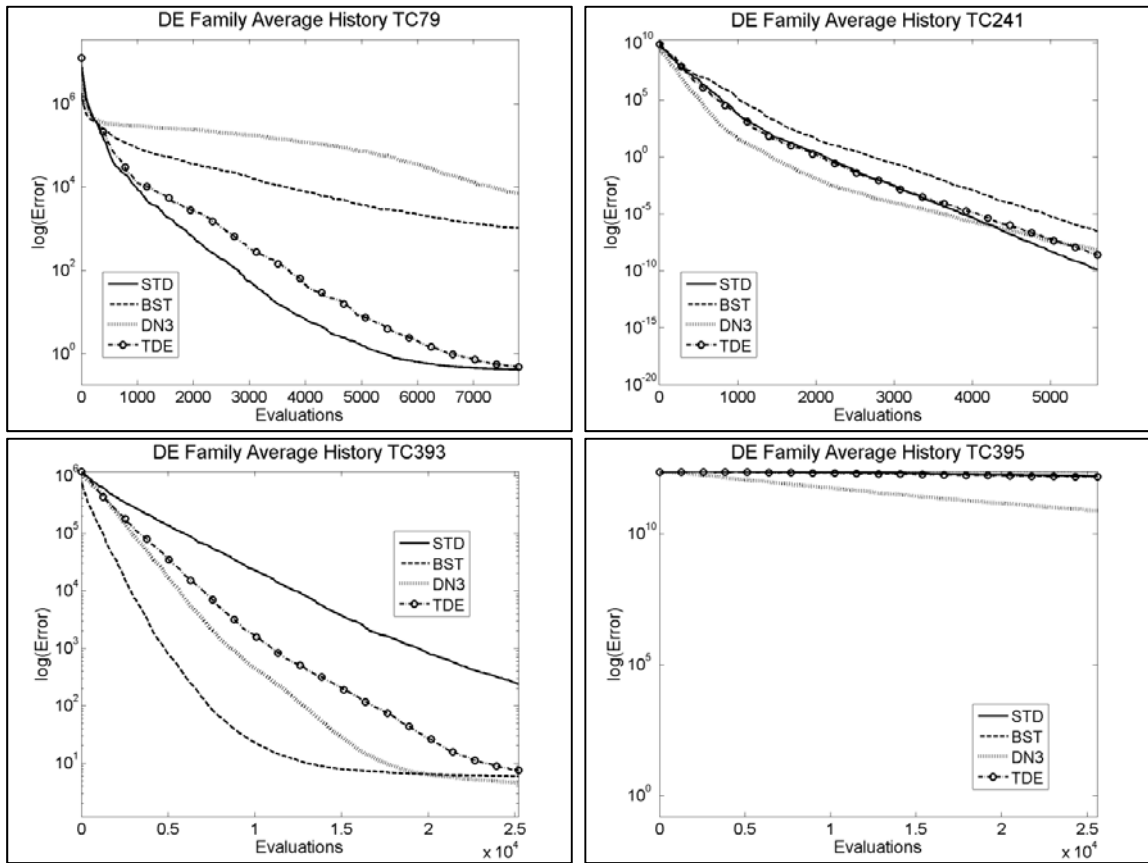 DE Family Average History TC79
log(Error)
10^6
10^4
10^2
10^0
STD
BST
DN3
TDE
0 1000 2000 3000 4000 5000 6000 7000
Evaluations
DE Family Average History TC241
log(Error)
10^10
10^5
10^0
10^-5
10^-10
10^-15
10^-20
STD
BST
DN3
TDE
0 1000 2000 3000 4000 5000
Evaluations
DE Family Average History TC393
log(Error)
10^6
10^5
10^4
10^3
10^2
10^1
STD
BST
DN3
TDE
0 0.5 1 1.5 2 2.5
Evaluations
x 10^4
DE Family Average History TC395
log(Error)
10^10
10^5
10^0
STD
BST
DN3
TDE
0 0.5 1 1.5 2 2.5
Evaluations
x 10^4